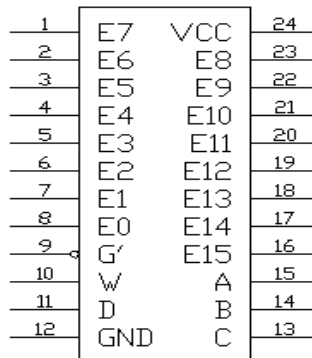 1 E7 VCC 24
2 E6 E8 23
3 E5 E9 22
4 E4 E10 21
5 E3 E11 20
6 E2 E12 19
7 E1 E13 18
8 E0 E14 17
9 G' E15 16
10 W A 15
11 D B 14
12 GND C 13